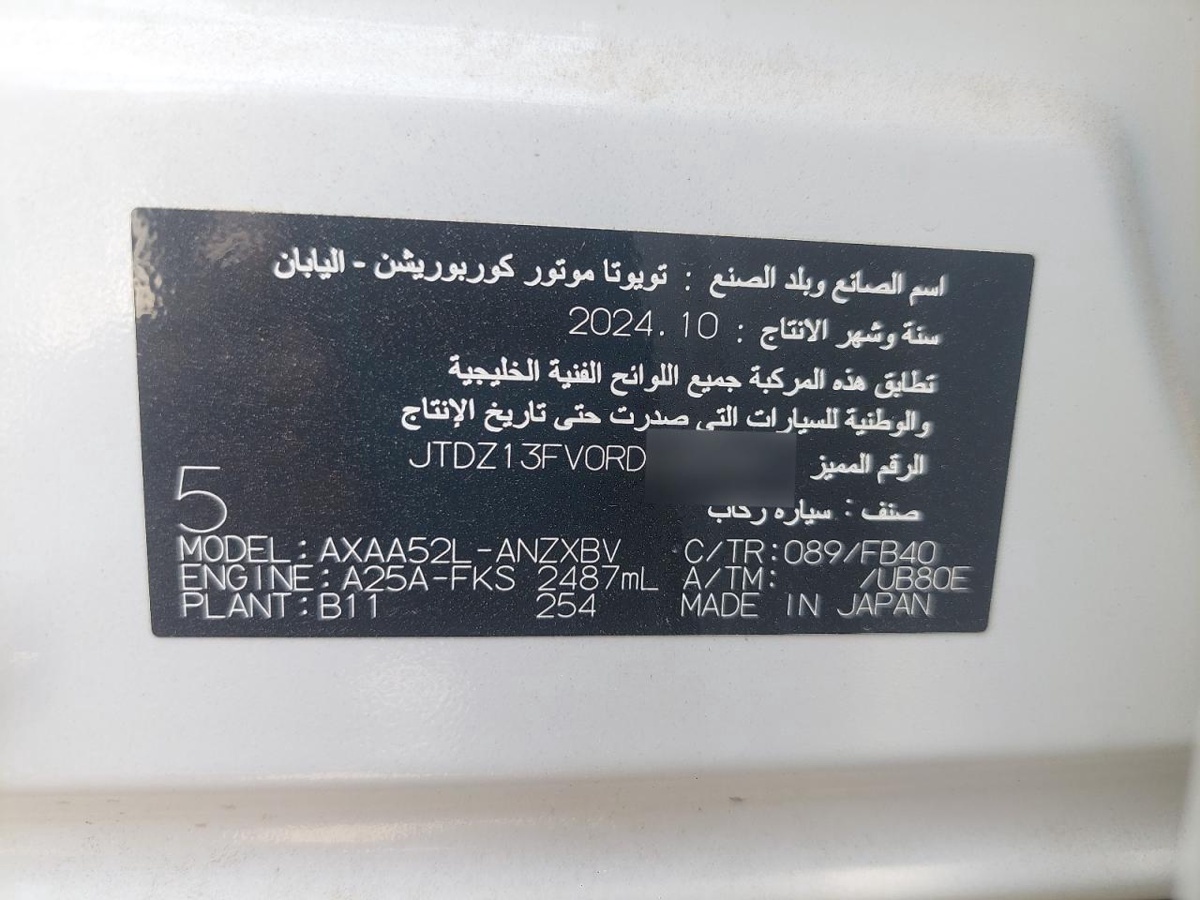 اسم الصانع وبلد الصنع : تويوتا موتور كوربوريشن - اليابان
سنة وشهر الانتاج : 2024.10
تطابق هذه المركبة جميع اللوائح الفنية الخليجية
والوطنية للسيارات التي صدرت حتى تاريخ الإنتاج
الرقم المميز JTDZ13FV0RD
صنف : سياره ركاب
5
MODEL: AXAA52L-ANZXBV C/TR:089/FB40
ENGINE: A25A-FKS 2487mL A/TM: /UB80E
PLANT:B11 254 MADE IN JAPAN